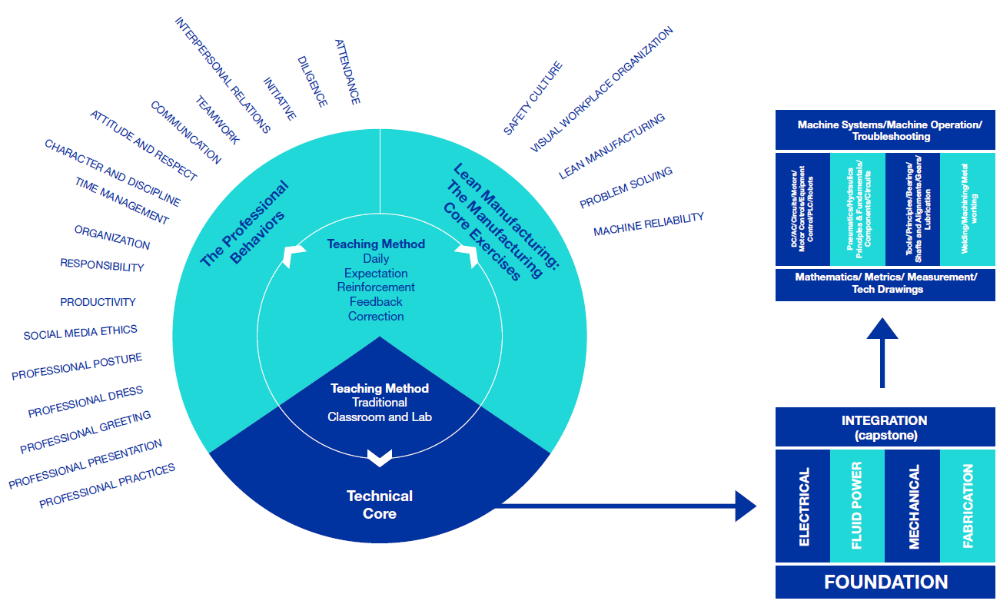 INTERPERSONAL RELATIONS
INITIATIVE
DILIGENCE
ATTENDANCE
TEAMWORK
COMMUNICATION
ATTITUDE AND RESPECT
CHARACTER AND DISCIPLINE
TIME MANAGEMENT
ORGANIZATION
RESPONSIBILITY
PRODUCTIVITY
SOCIAL MEDIA ETHICS
PROFESSIONAL POSTURE
PROFESSIONAL DRESS
PROFESSIONAL GREETING
PROFESSIONAL PRESENTATION
PROFESSIONAL PRACTICES
SAFETY CULTURE
VISUAL WORKPLACE ORGANIZATION
LEAN MANUFACTURING
PROBLEM SOLVING
MACHINE RELIABILITY
The Professional
Behaviors
Lean Manufacturing:
The Manufacturing
Core Exercises
Teaching Method
Daily
Expectation
Reinforcement
Feedback
Correction
Teaching Method
Traditional
Classroom and Lab
Technical
Core
Machine Systems/Machine Operation/
Troubleshooting
DC/AC/Circuits/Motors/
Motor Controls/Equipment
Control/PLC/Robots
Pneumatics/Hydraulics
Principles & Fundamentals/
Components/Circuits
Tools/Principles/Bearings/
Shafts and Alignments/Gears/
Lubrication
Welding/Machining/Metal
working
Mathematics/ Metrics/ Measurement/
Tech Drawings
INTEGRATION
(capstone)
ELECTRICAL
FLUID POWER
MECHANICAL
FABRICATION
FOUNDATION